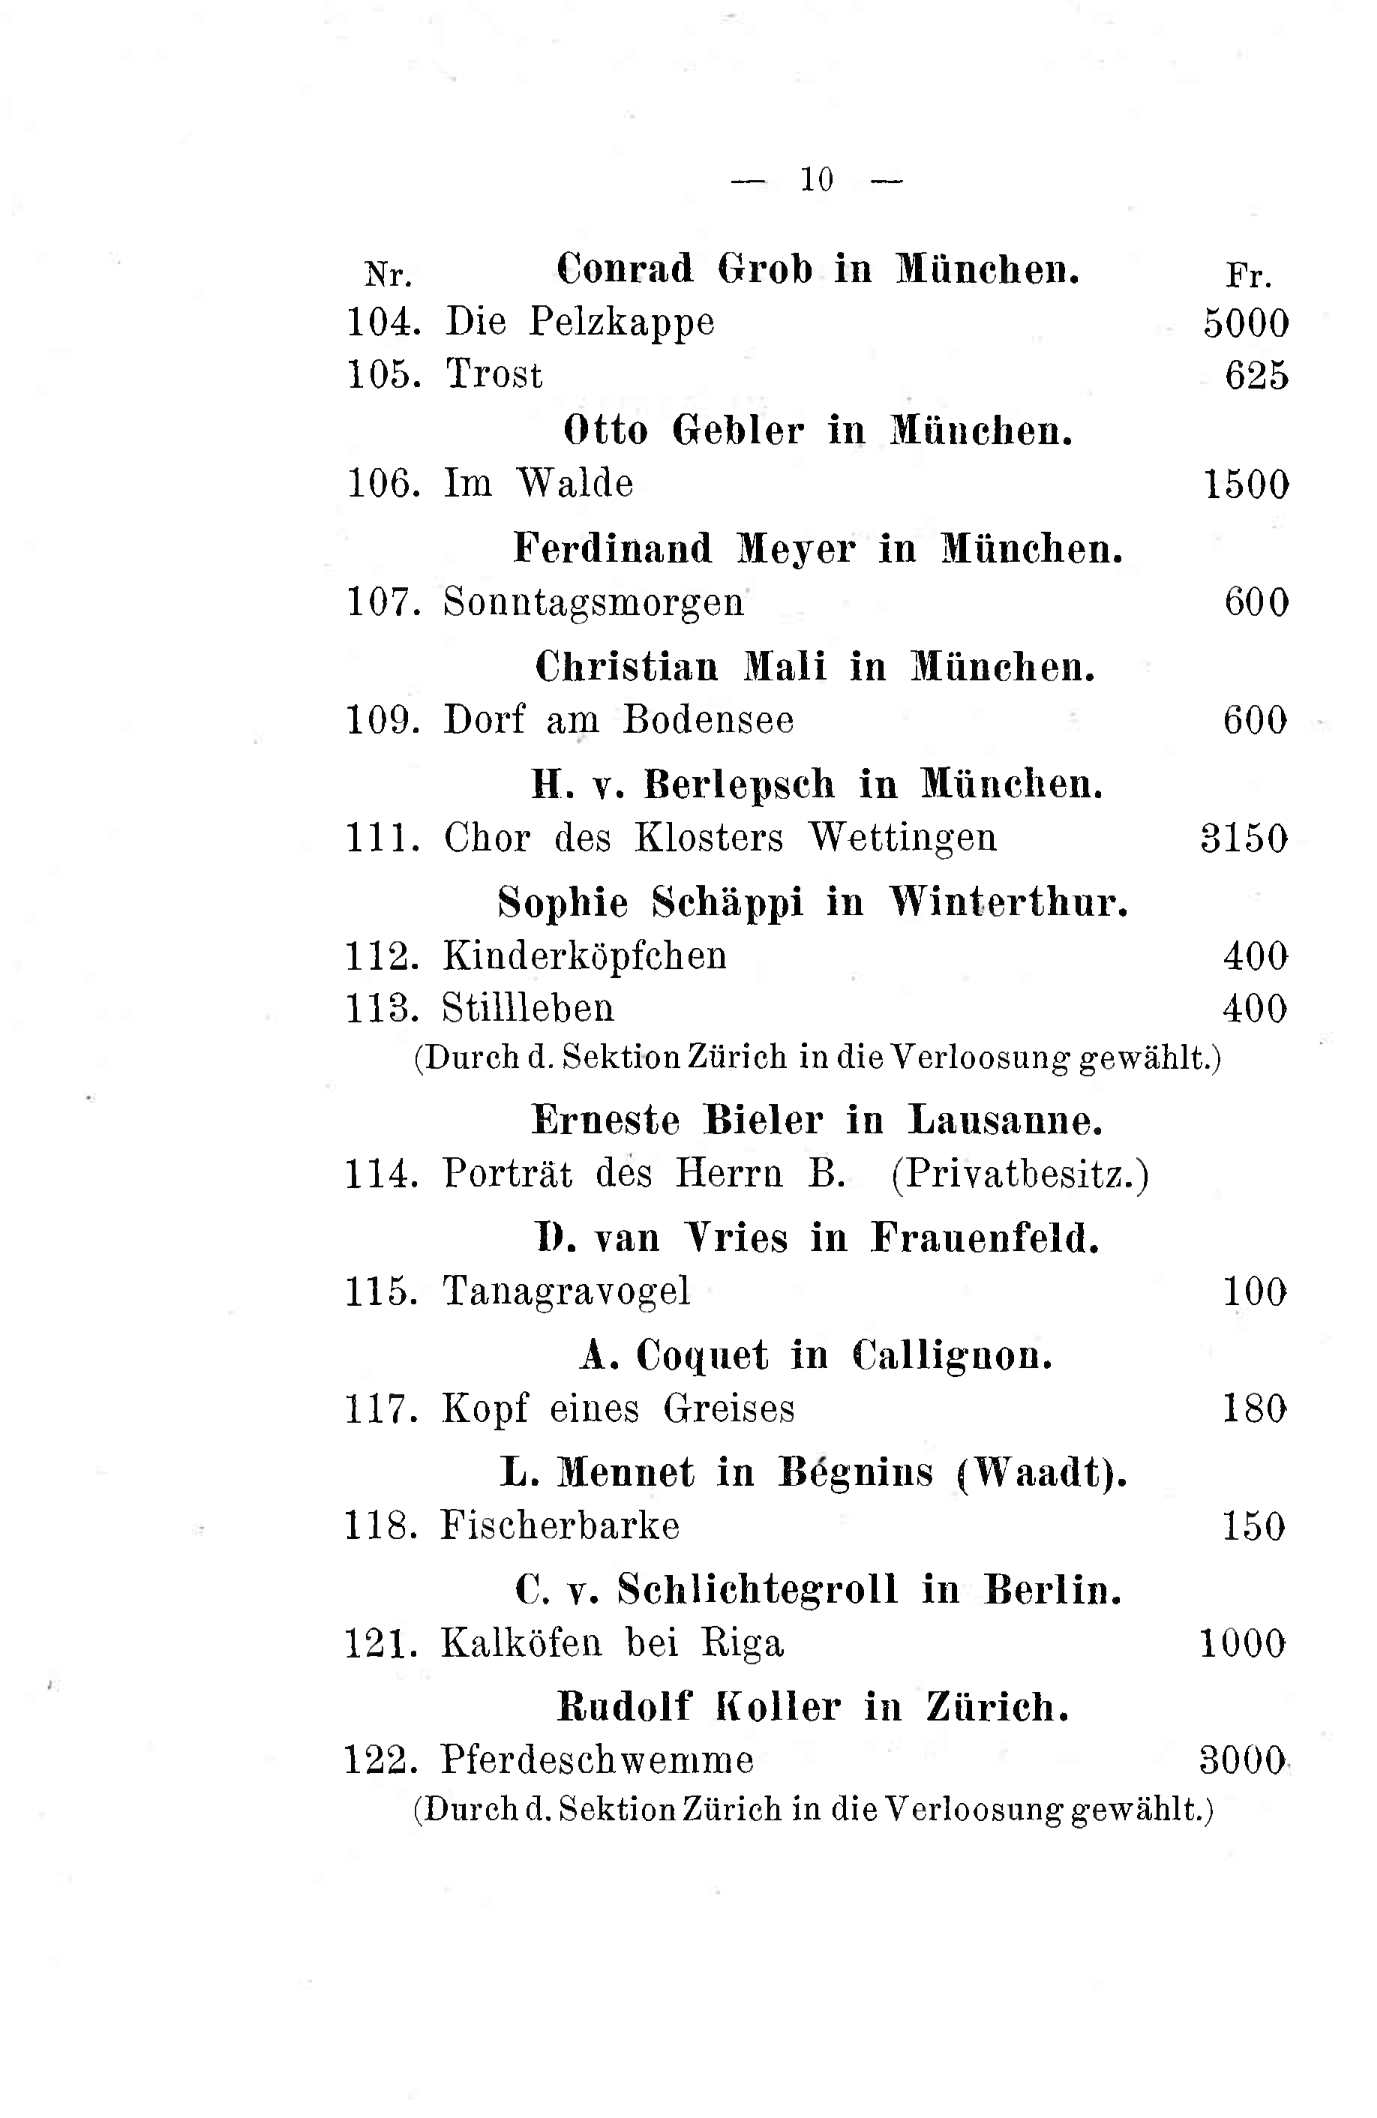 — 10 —
Nr. Conrad Grob in München. Fr.
104. Die Pelzkappe 5000
105. Trost 625
Otto Gebler in München.
106. Im Walde 1500
Ferdinand Meyer in München.
107. Sonntagsmorgen 600
Christian Mali in München.
109. Dorf am Bodensee 600
H. v. Berlepsch in München.
111. Chor des Klosters Wettingen 3150
Sophie Schäppi in Winterthur.
112. Kinderköpfchen 400
113. Stillleben 400
(Durch d. Sektion Zürich in die Verloosung gewählt.)
Erneste Bieler in Lausanne.
114. Porträt des Herrn B. (Privatbesitz.)
D. van Vries in Frauenfeld.
115. Tanagravogel 100
A. Coquet in Callignon.
117. Kopf eines Greises 180
L. Mennet in Bégnins (Waadt).
118. Fischerbarke 150
C. v. Schlichtegroll in Berlin.
121. Kalköfen bei Riga 1000
Rudolf Koller in Zürich.
122. Pferdeschwemme 3000
(Durch d. Sektion Zürich in die Verloosung gewählt.)